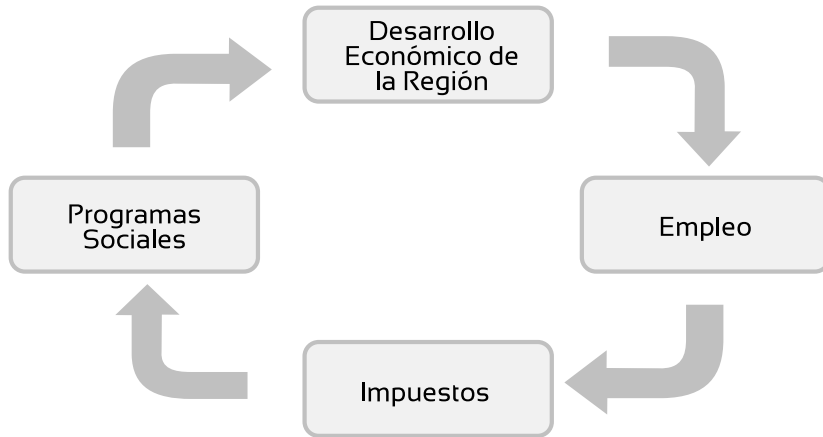 Desarrollo
Económico de
la Región
Programas
Sociales
Empleo
Impuestos